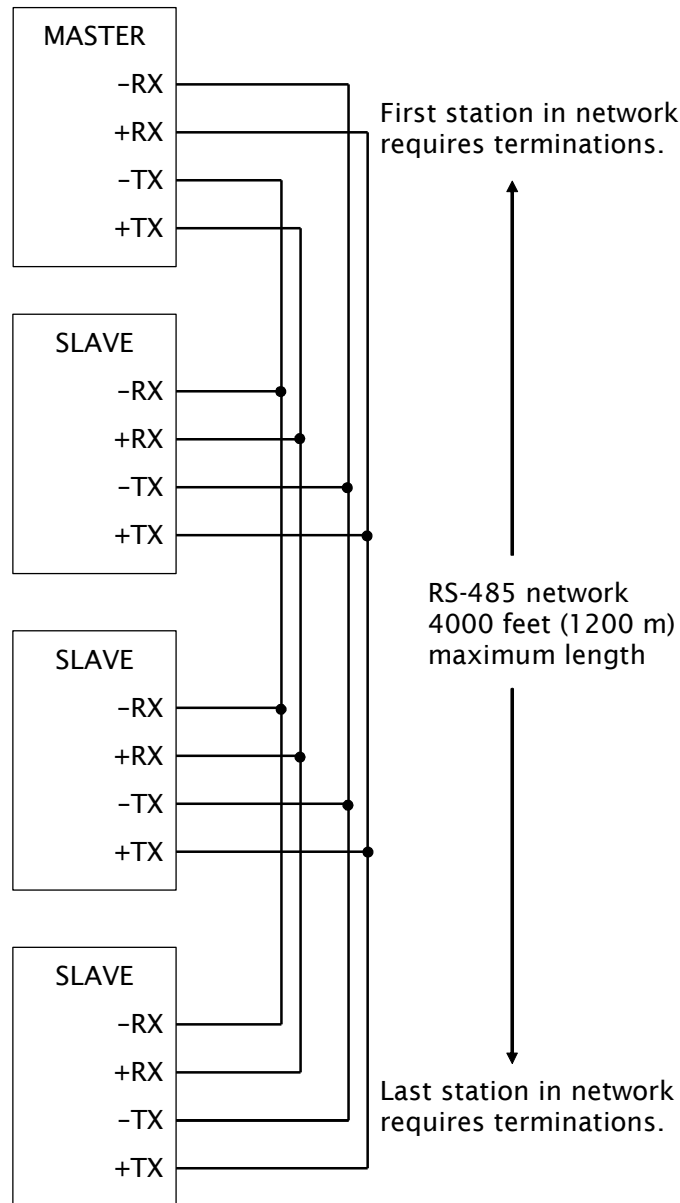 MASTER
–RX
+RX
–TX
+TX
First station in network
requires terminations.
SLAVE
–RX
+RX
–TX
+TX
RS-485 network
4000 feet (1200 m)
maximum length
SLAVE
–RX
+RX
–TX
+TX
SLAVE
–RX
+RX
–TX
+TX
Last station in network
requires terminations.